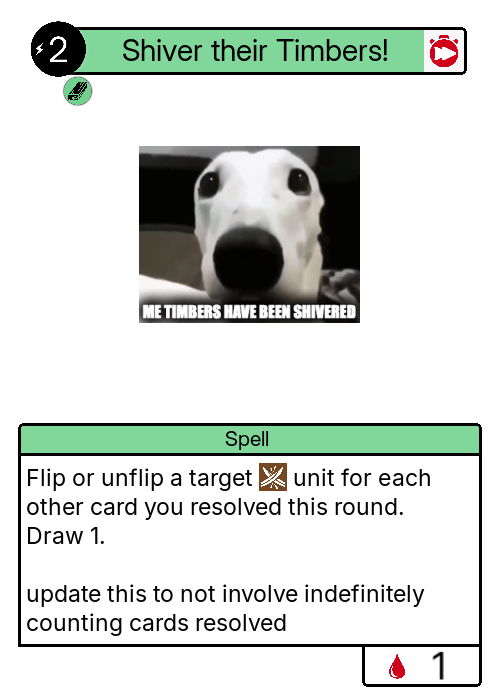 2
Shiver their Timbers!
ME TIMBERS HAVE BEEN SHIVERED
Spell
Flip or unflip a target unit for each
other card you resolved this round.
Draw 1.
update this to not involve indefinitely
counting cards resolved
1